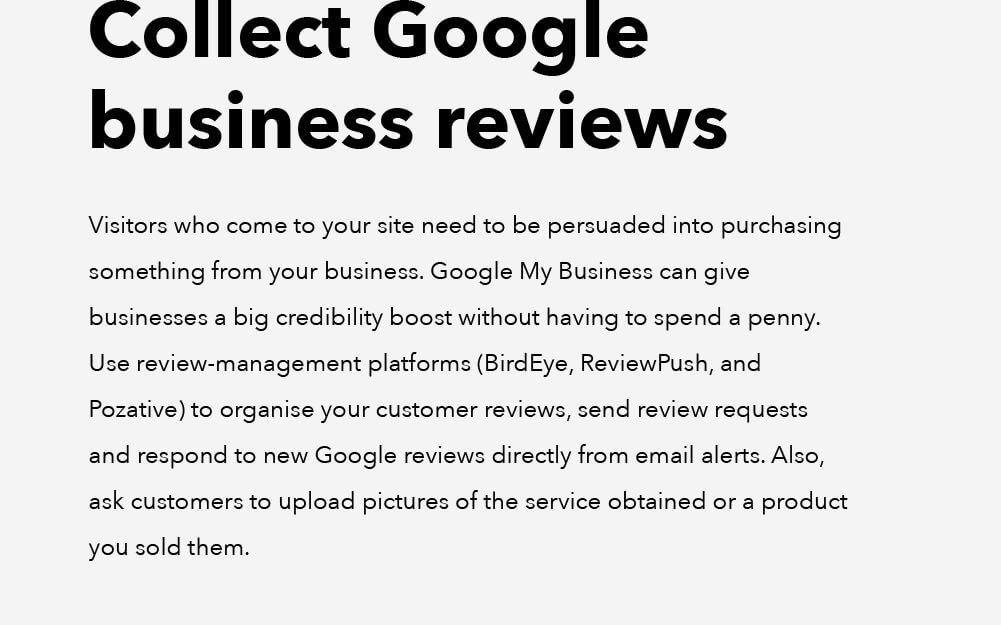 Collect Google
business reviews
Visitors who come to your site need to be persuaded into purchasing
something from your business. Google My Business can give
businesses a big credibility boost without having to spend a penny.
Use review-management platforms (BirdEye, ReviewPush, and
Pozative) to organise your customer reviews, send review requests
and respond to new Google reviews directly from email alerts. Also,
ask customers to upload pictures of the service obtained or a product
you sold them.